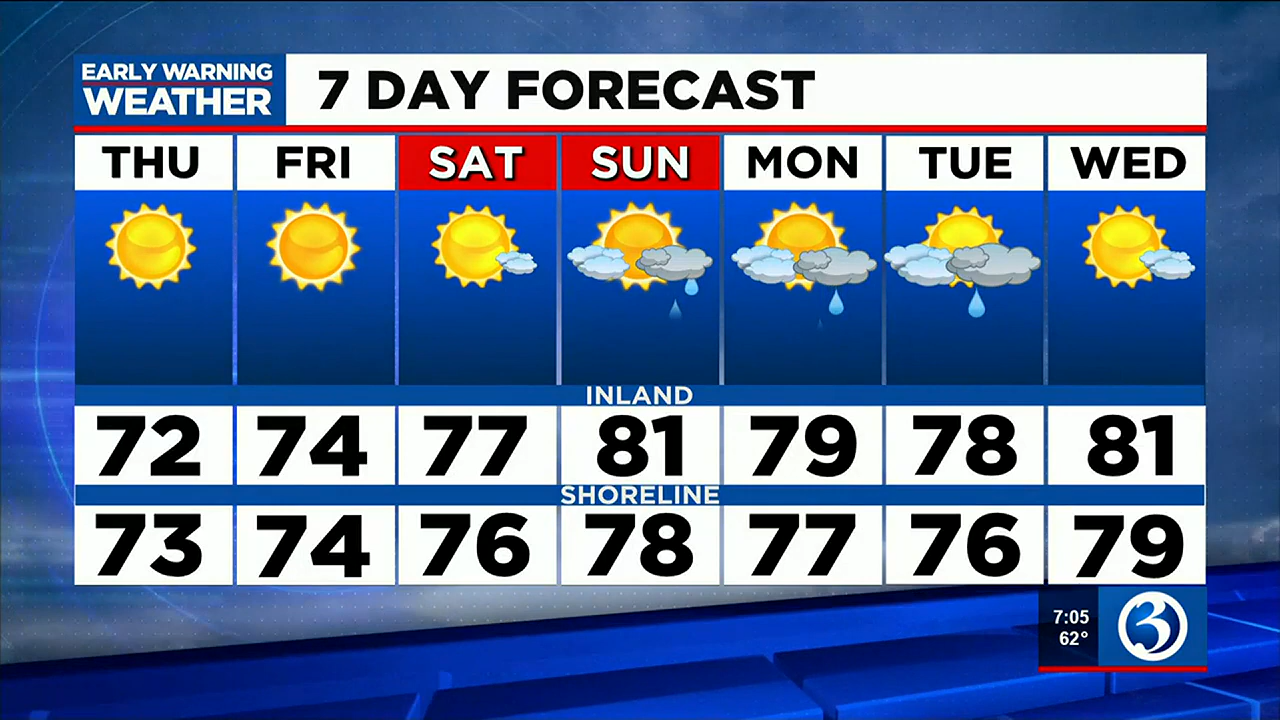 EARLY WARNING
WEATHER
7 DAY FORECAST
THU FRI SAT SUN MON TUE WED
INLAND
72 74 77 81 79 78 81
SHORELINE
73 74 76 78 77 76 79
7:05
62°
3